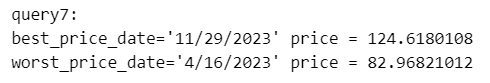 query7:
best_price_date='11/29/2023' price = 124.6180108
worst_price_date='4/16/2023' price = 82.96821012